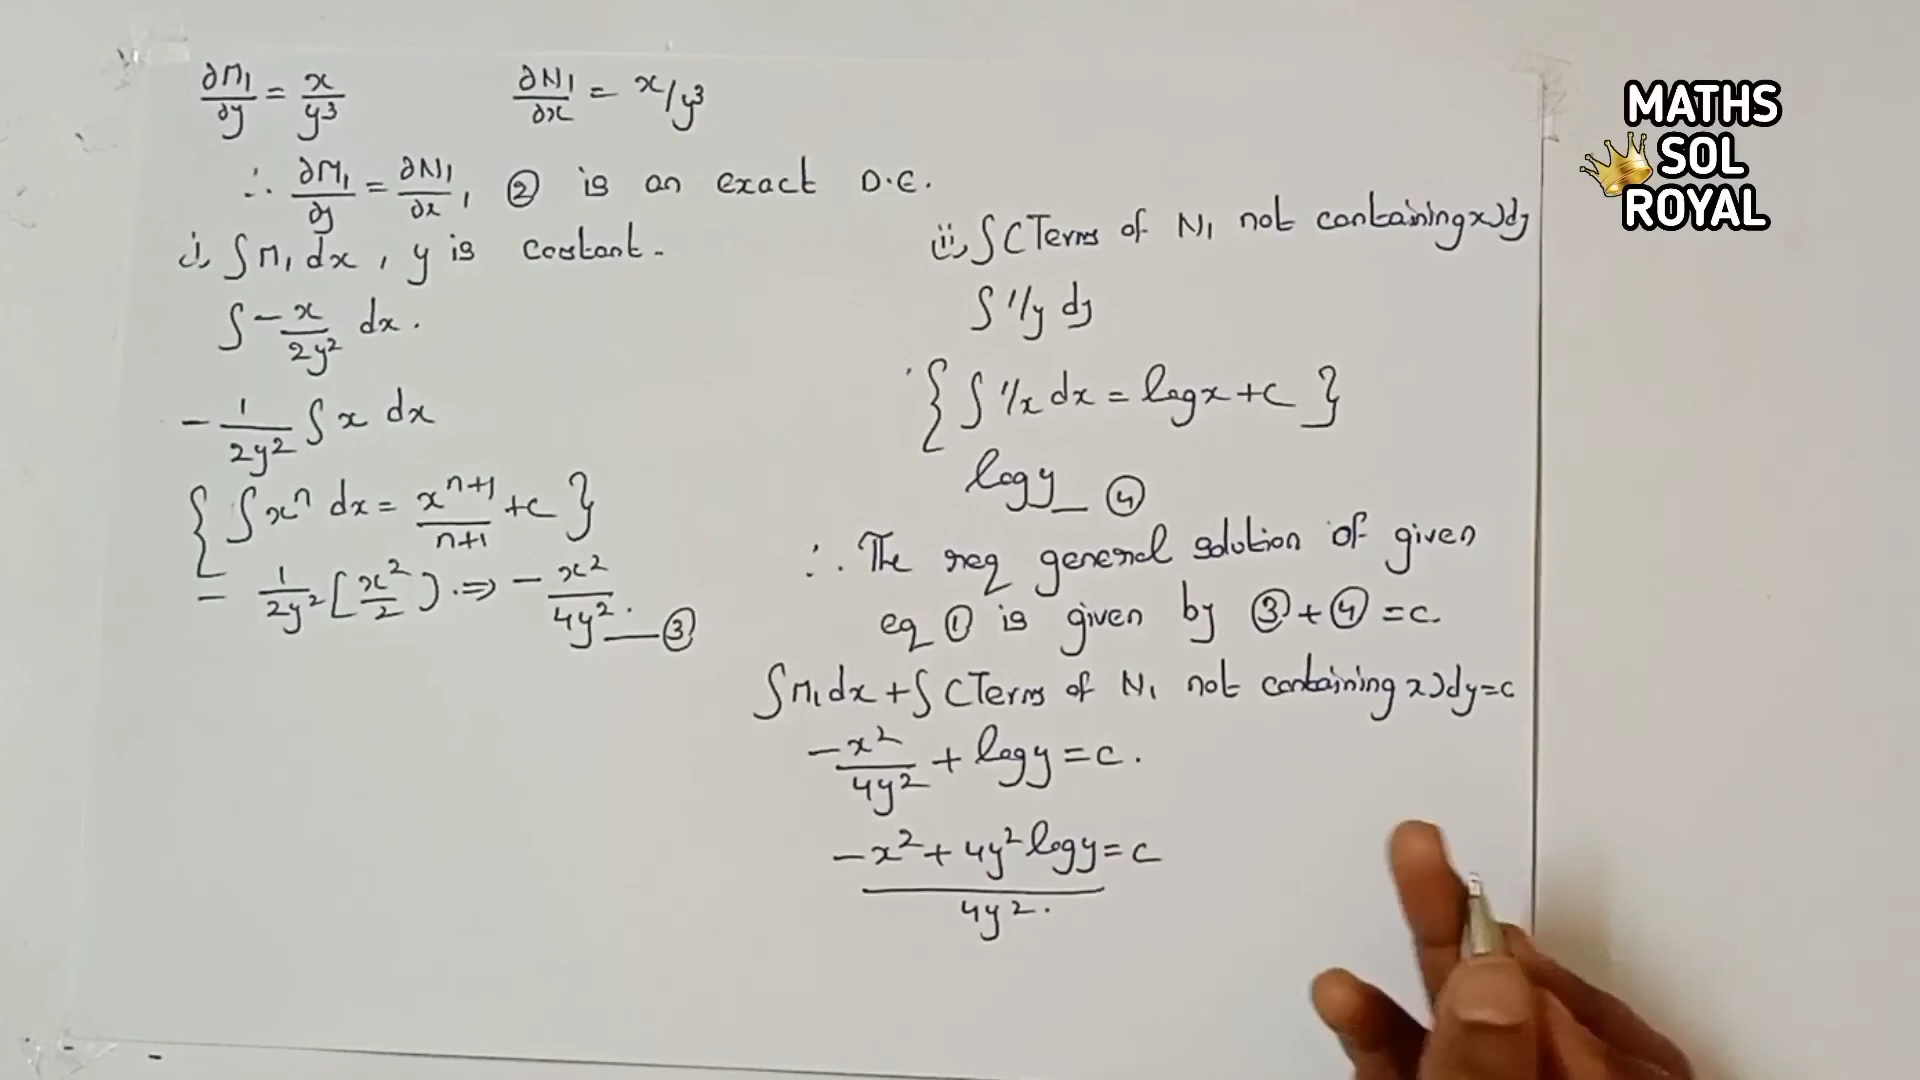 ∂M₁/∂y = x/y³ ∂N₁/∂x = x/y³
∴ ∂M₁/∂y = ∂N₁/∂x, ② is an exact D.E.
i, ∫M₁dx, y is costant.
∫ -x/2y² dx.
-1/2y² ∫ x dx
{∫xⁿ dx = xⁿ⁺¹/n+1 + c}
- 1/2y² [x²/2] ⇒ - x²/4y². — ③
ii, ∫(Terms of N₁ not containing x)dy
∫ 1/y dy
{∫ 1/x dx = log x + c}
log y — ④
∴ The req general solution of given
eq ① is given by ③ + ④ = c.
∫M₁dx + ∫(Terms of N₁ not containing x)dy = c
-x²/4y² + log y = c.
-x² + 4y² log y / 4y². = c
MATHS
SOL
ROYAL